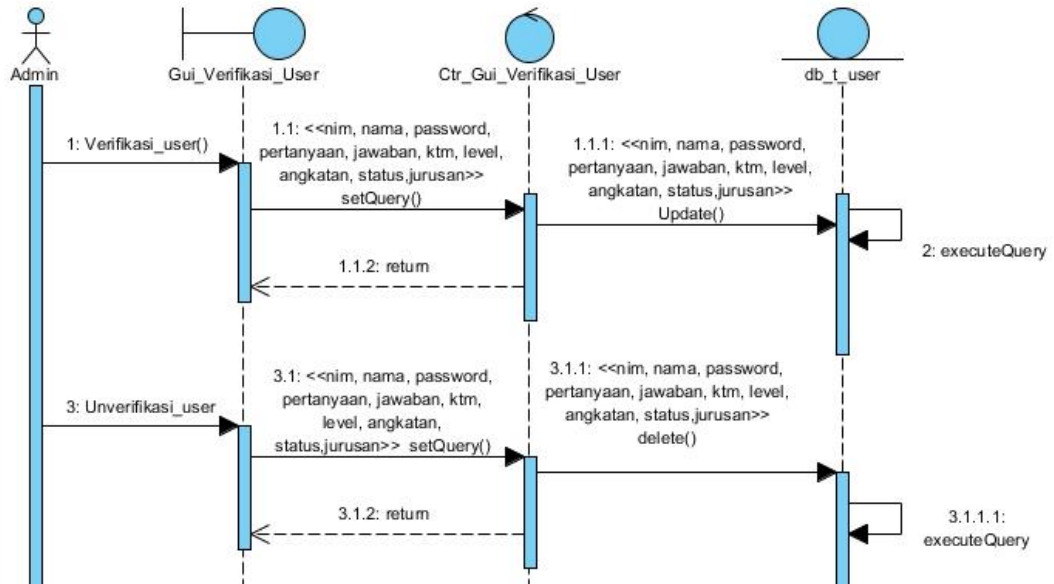 Admin
Gui_Verifikasi_User
Ctr_Gui_Verifikasi_User
db_t_user
1: Verifikasi_user()
1.1: <<nim, nama, password,
pertanyaan, jawaban, ktm, level,
angkatan, status,jurusan>>
setQuery()
1.1.1: <<nim, nama, password,
pertanyaan, jawaban, ktm, level,
angkatan, status,jurusan>>
Update()
2: executeQuery
1.1.2: return
3: Unverifikasi_user
3.1: <<nim, nama, password,
pertanyaan, jawaban, ktm,
level, angkatan,
status,jurusan>> setQuery()
3.1.1: <<nim, nama, password,
pertanyaan, jawaban, ktm, level,
angkatan, status,jurusan>>
delete()
3.1.2: return
3.1.1.1:
executeQuery